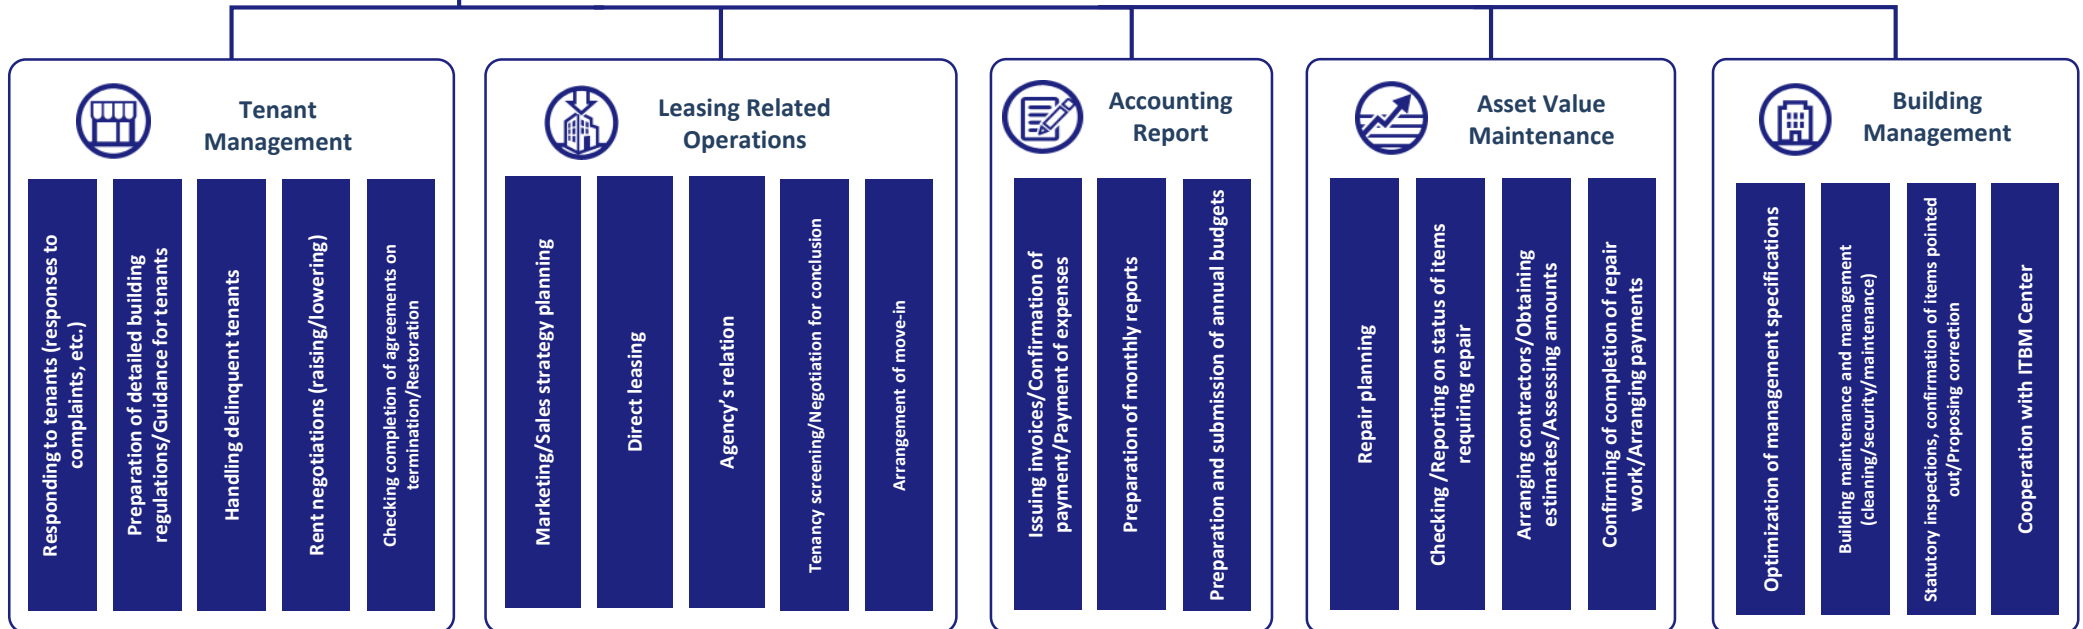 Tenant
Management
Responding to tenants (responses to
complaints, etc.)
Preparation of detailed building
regulations/Guidance for tenants
Handling delinquent tenants
Rent negotiations (raising/lowering)
Checking completion of agreements on
termination/Restoration
Leasing Related
Operations
Marketing/Sales strategy planning
Direct leasing
Agency’s relation
Tenancy screening/Negotiation for conclusion
Arrangement of move-in
Accounting
Report
Issuing invoices/Confirmation of
payment/Payment of expenses
Preparation of monthly reports
Preparation and submission of annual budgets
Asset Value
Maintenance
Repair planning
Checking /Reporting on status of items
requiring repair
Arranging contractors/Obtaining
estimates/Assessing amounts
Confirming of completion of repair
work/Arranging payments
Building
Management
Optimization of management specifications
Building maintenance and management
(cleaning/security/maintenance)
Statutory inspections, confirmation of items pointed
out/Proposing correction
Cooperation with ITBM Center